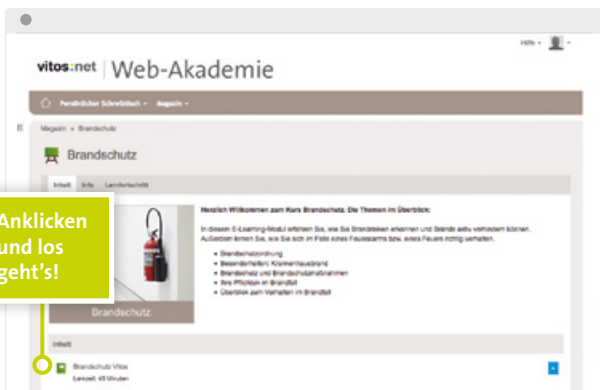 Hilfe
vitos:net | Web-Akademie
Persönlicher Schreibtisch Magazin
Magazin » Brandschutz
Brandschutz
Inhalt Info Lernfortschritt
Anklicken
und los
geht's!
Herzlich Willkommen zum Kurs Brandschutz. Die Themen im Überblick:
In diesem E-Learning-Modul erfahren Sie, wie Sie Brandrisiken erkennen und Brände aktiv verhindern können.
Außerdem lernen Sie, wie Sie sich im Falle eines Feueralarms bzw. eines Feuers richtig verhalten.
• Brandschutzordnung
• Besonderheiten: Krankenhausbrand
• Brandschutz und Brandschutzmaßnahmen
• Ihre Pflichten im Brandfall
• Überblick zum Verhalten im Brandfall
Brandschutz
Inhalt
Brandschutz Vitos
Lernzeit: 45 Minuten